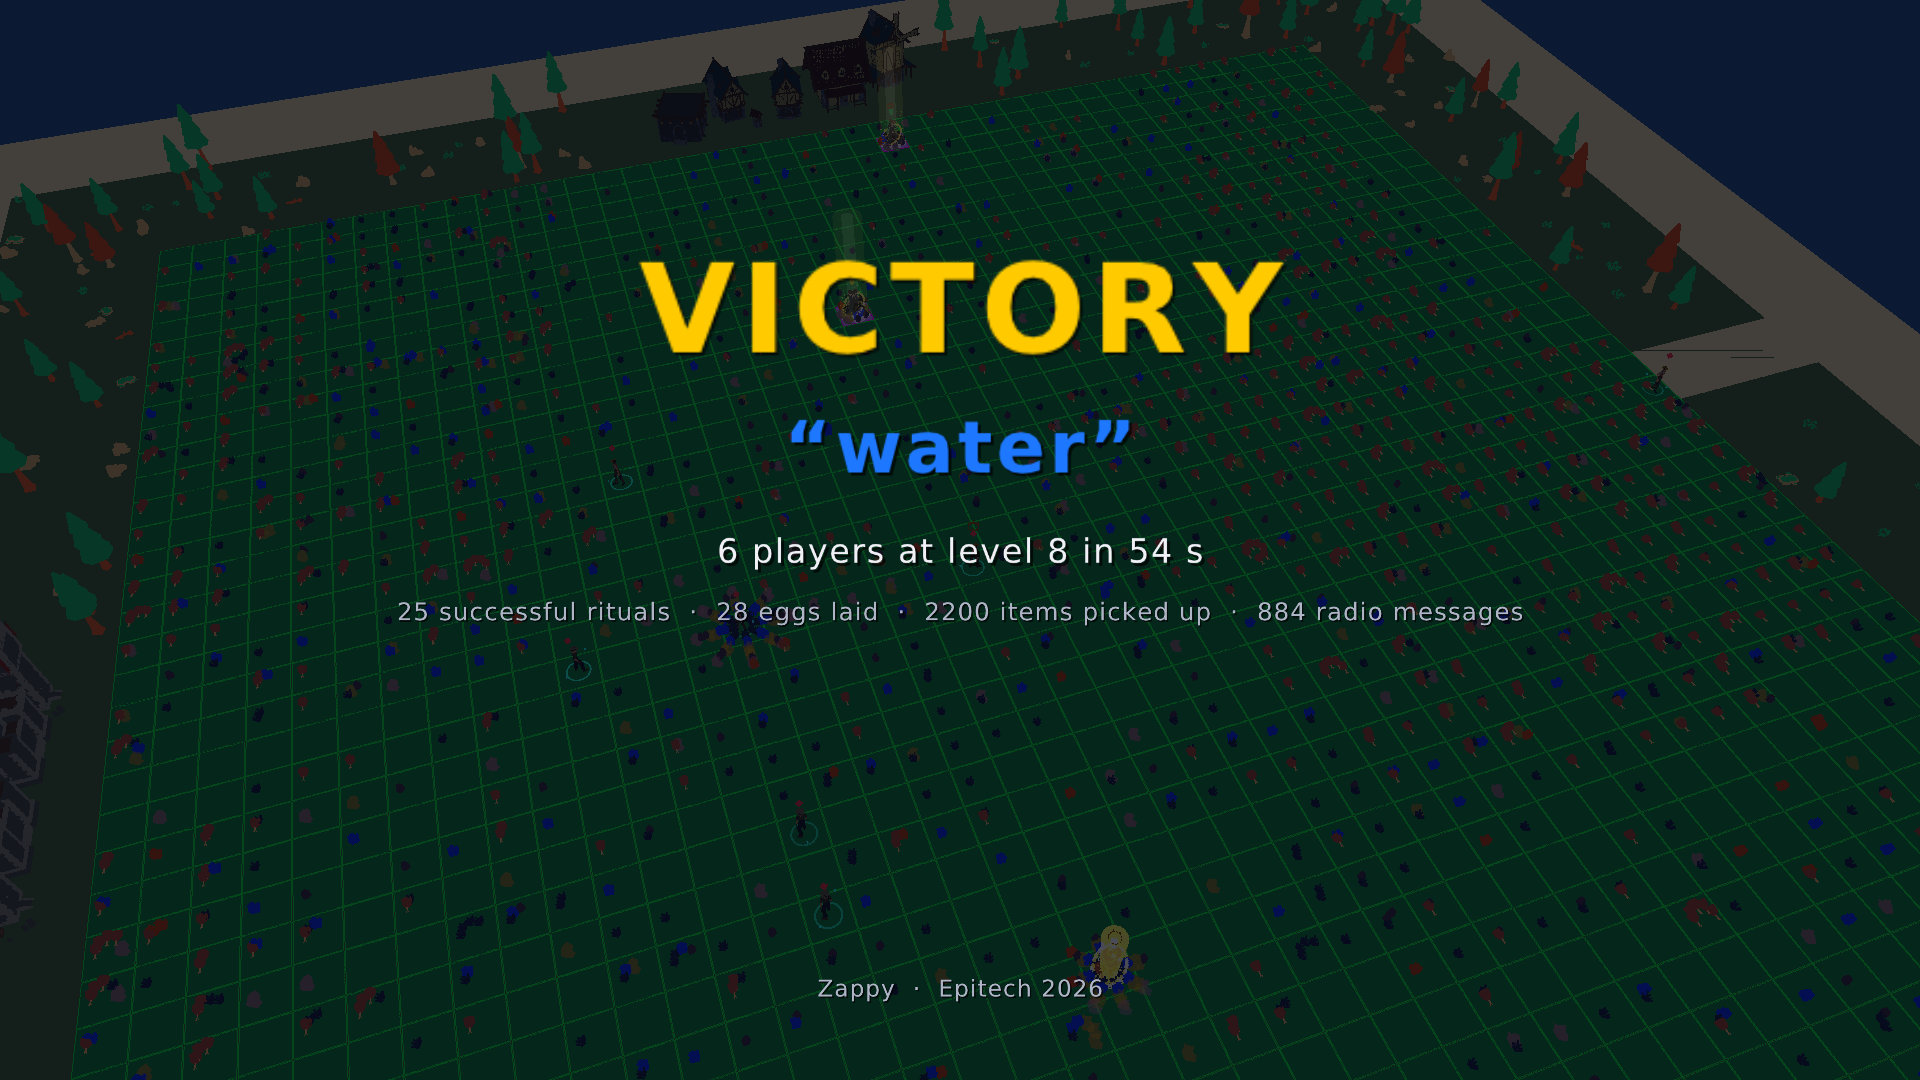 VICTORY
“water”
6 players at level 8 in 54 s
25 successful rituals · 28 eggs laid · 2200 items picked up · 884 radio messages
Zappy · Epitech 2026